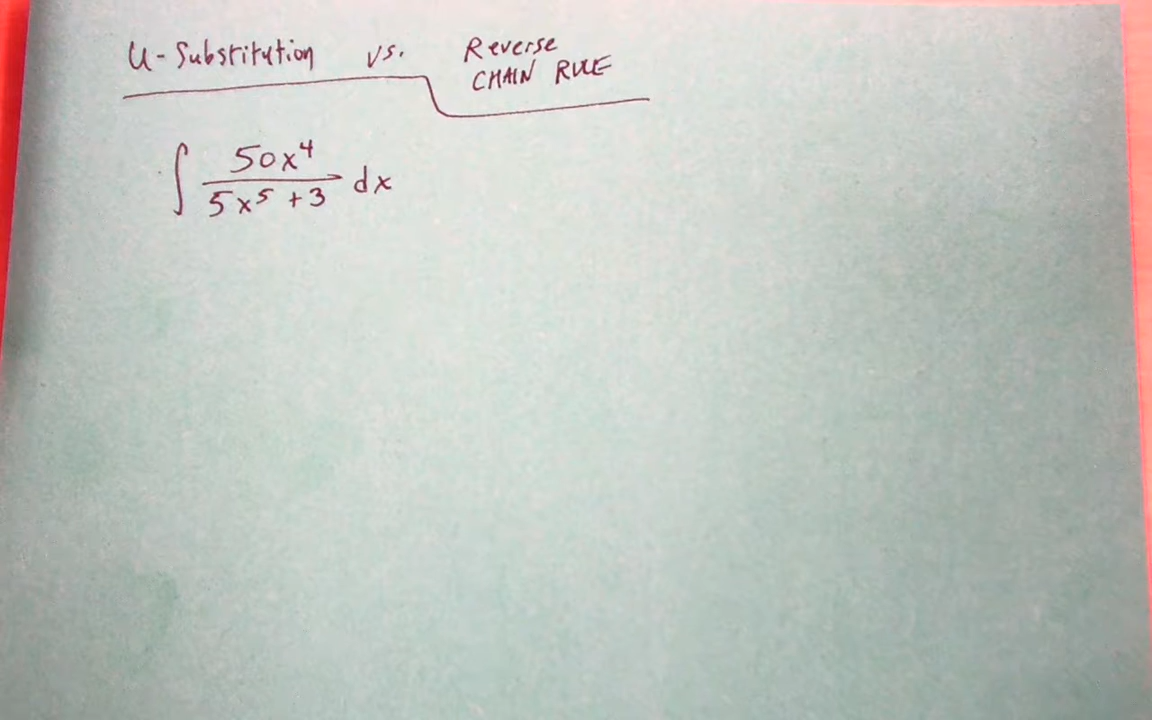 U-Substitution vs. Reverse
CHAIN RULE
∫ 50x⁴ / 5x⁵ + 3 dx